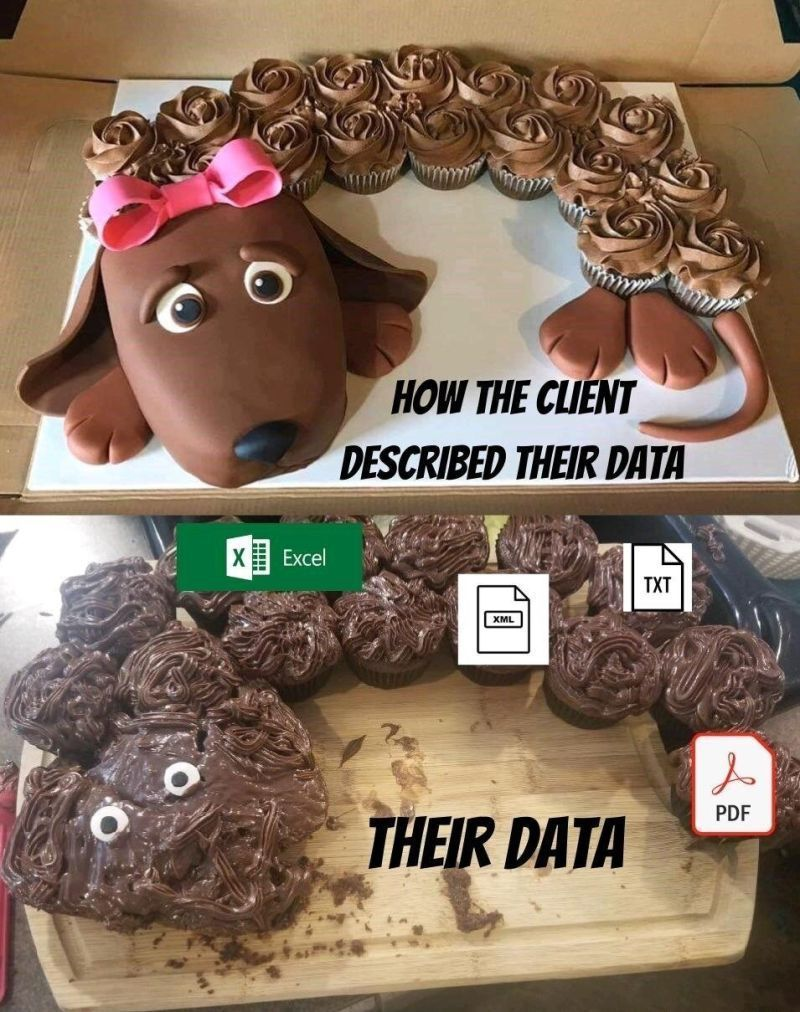 HOW THE CLIENT
DESCRIBED THEIR DATA
X Excel
XML
TXT
PDF
THEIR DATA